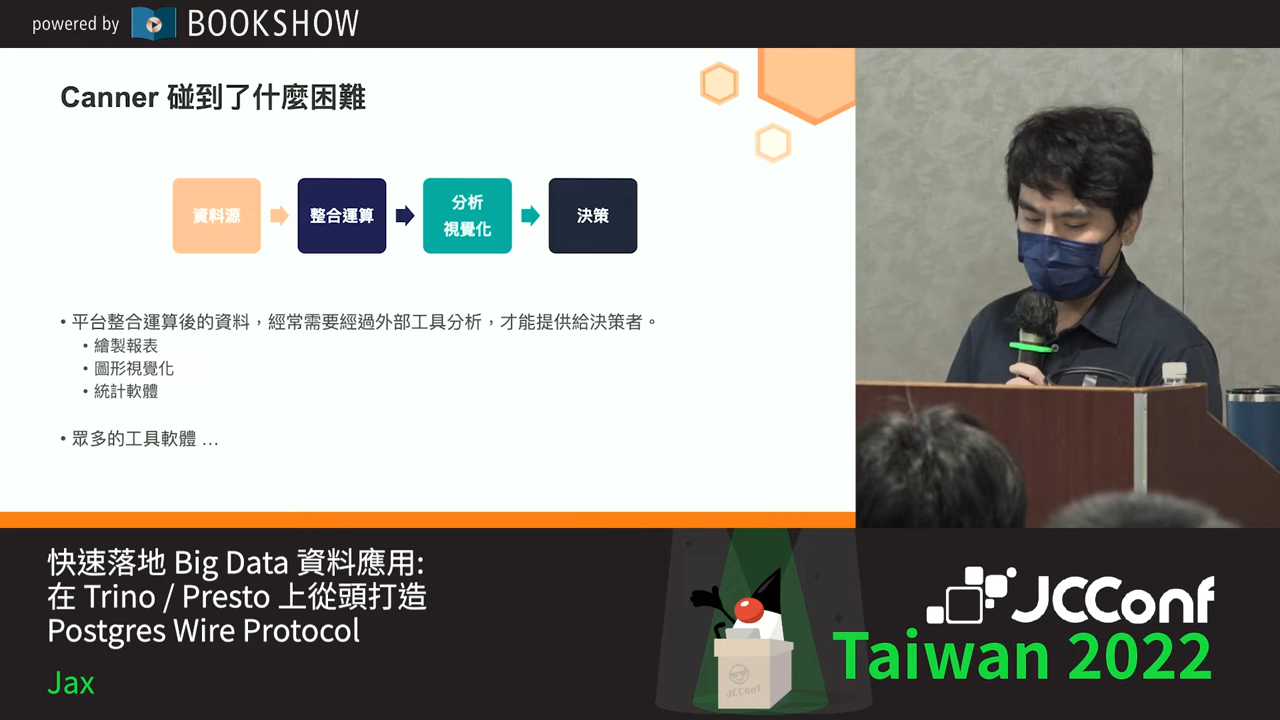 powered by BOOKSHOW
Canner 碰到了什麼困難
資料源
整合運算
分析
視覺化
決策
• 平台整合運算後的資料，經常需要經過外部工具分析，才能提供給決策者。
• 繪製報表
• 圖形視覺化
• 統計軟體
• 眾多的工具軟體 …
快速落地 Big Data 資料應用:
在 Trino / Presto 上從頭打造
Postgres Wire Protocol
Jax
JCConf
JCConf
Taiwan 2022